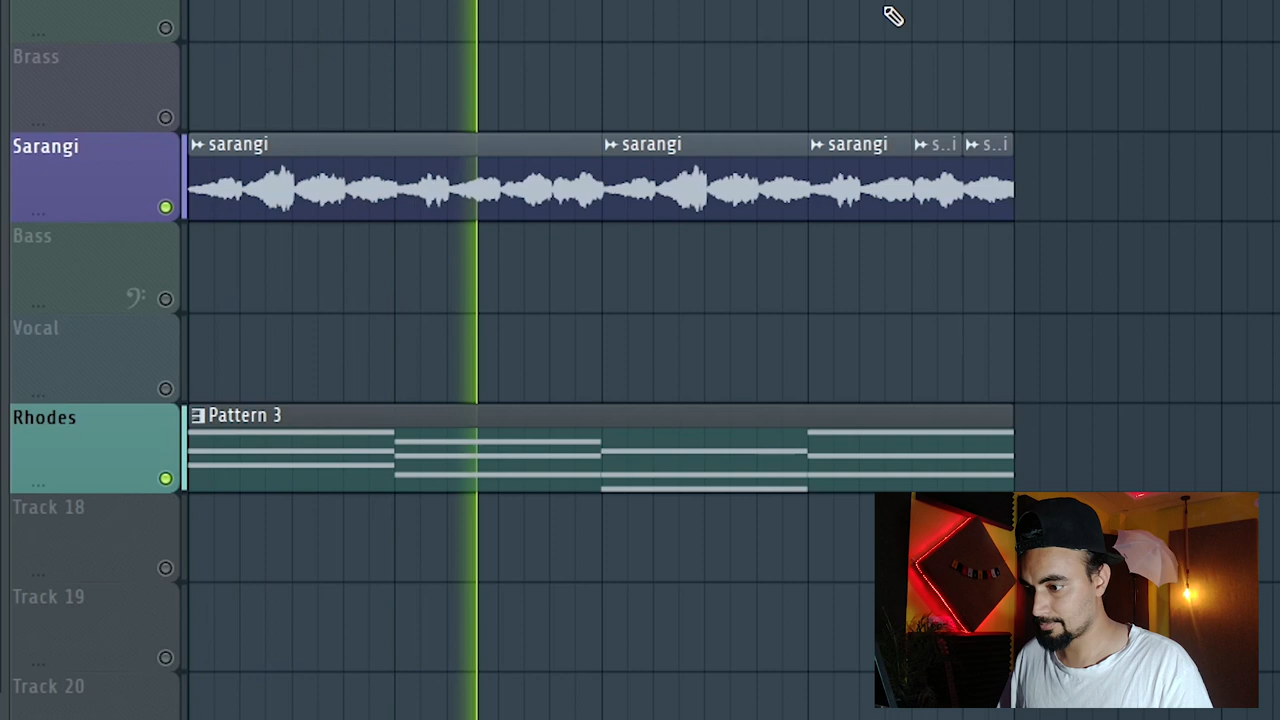 ...
Brass
...
Sarangi
sarangi
sarangi
sarangi
s..i
s..i
...
Bass
...
Vocal
...
Rhodes
Pattern 3
...
Track 18
...
Track 19
...
Track 20